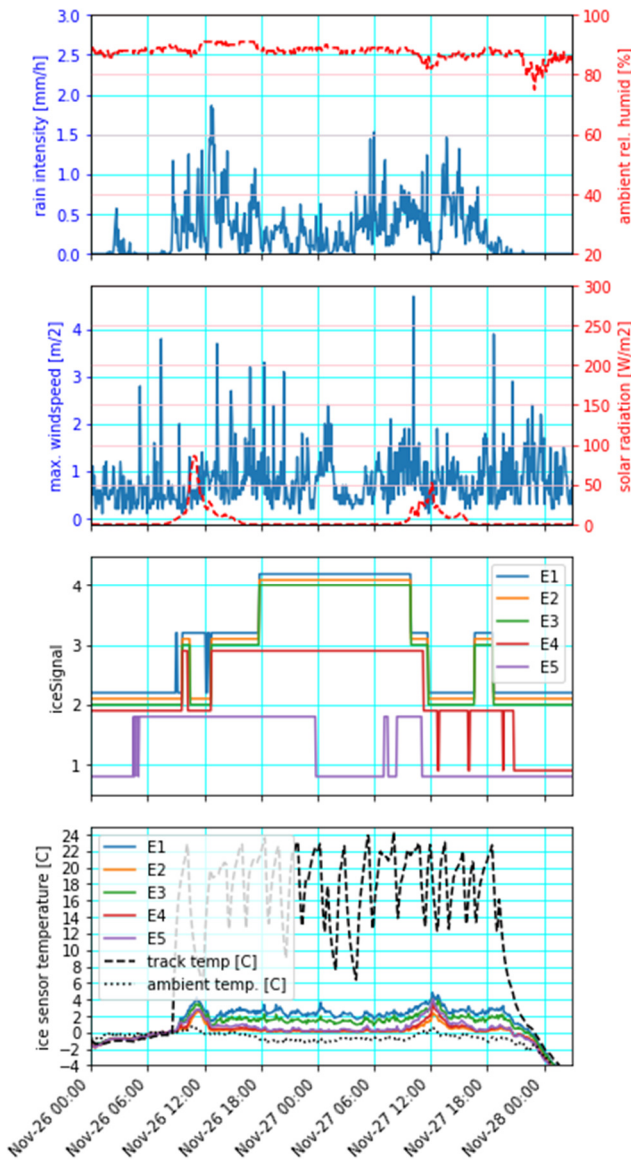 3.0
2.5
2.0
1.5
1.0
0.5
0.0
rain intensity [mm/h]
100
80
60
40
20
ambient rel. humid [%]
4
3
2
1
0
max. windspeed [m/2]
300
250
200
150
100
50
0
solar radiation [W/m2]
4
3
2
1
iceSignal
E1
E2
E3
E4
E5
24
22
20
18
16
14
12
10
8
6
4
2
0
−2
−4
ice sensor temperature [C]
E1
E2
E3
E4
E5
track temp [C]
ambient temp. [C]
Nov-26 00:00
Nov-26 06:00
Nov-26 12:00
Nov-26 18:00
Nov-27 00:00
Nov-27 06:00
Nov-27 12:00
Nov-27 18:00
Nov-28 00:00